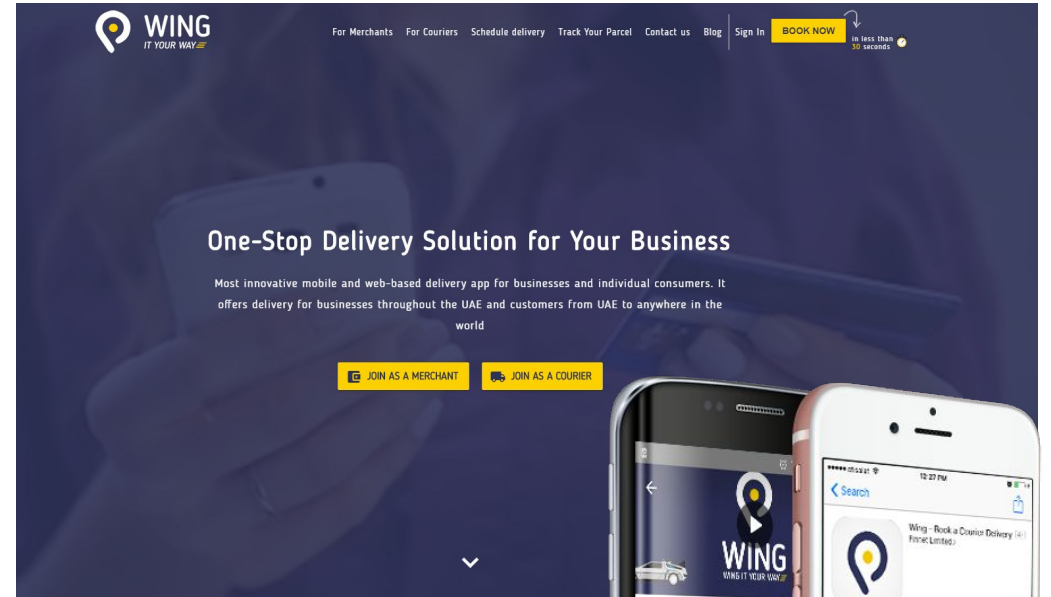 WING
IT YOUR WAY
For Merchants For Couriers Schedule delivery Track Your Parcel Contact us Blog Sign In BOOK NOW
in less than
30 seconds
One-Stop Delivery Solution for Your Business
Most innovative mobile and web-based delivery app for businesses and individual consumers. It
offers delivery for businesses throughout the UAE and customers from UAE to anywhere in the
world
JOIN AS A MERCHANT JOIN AS A COURIER
WING
WING IT YOUR WAY
etisalat 12:27 PM
Search
Wing - Book a Courier Delivery
Limited